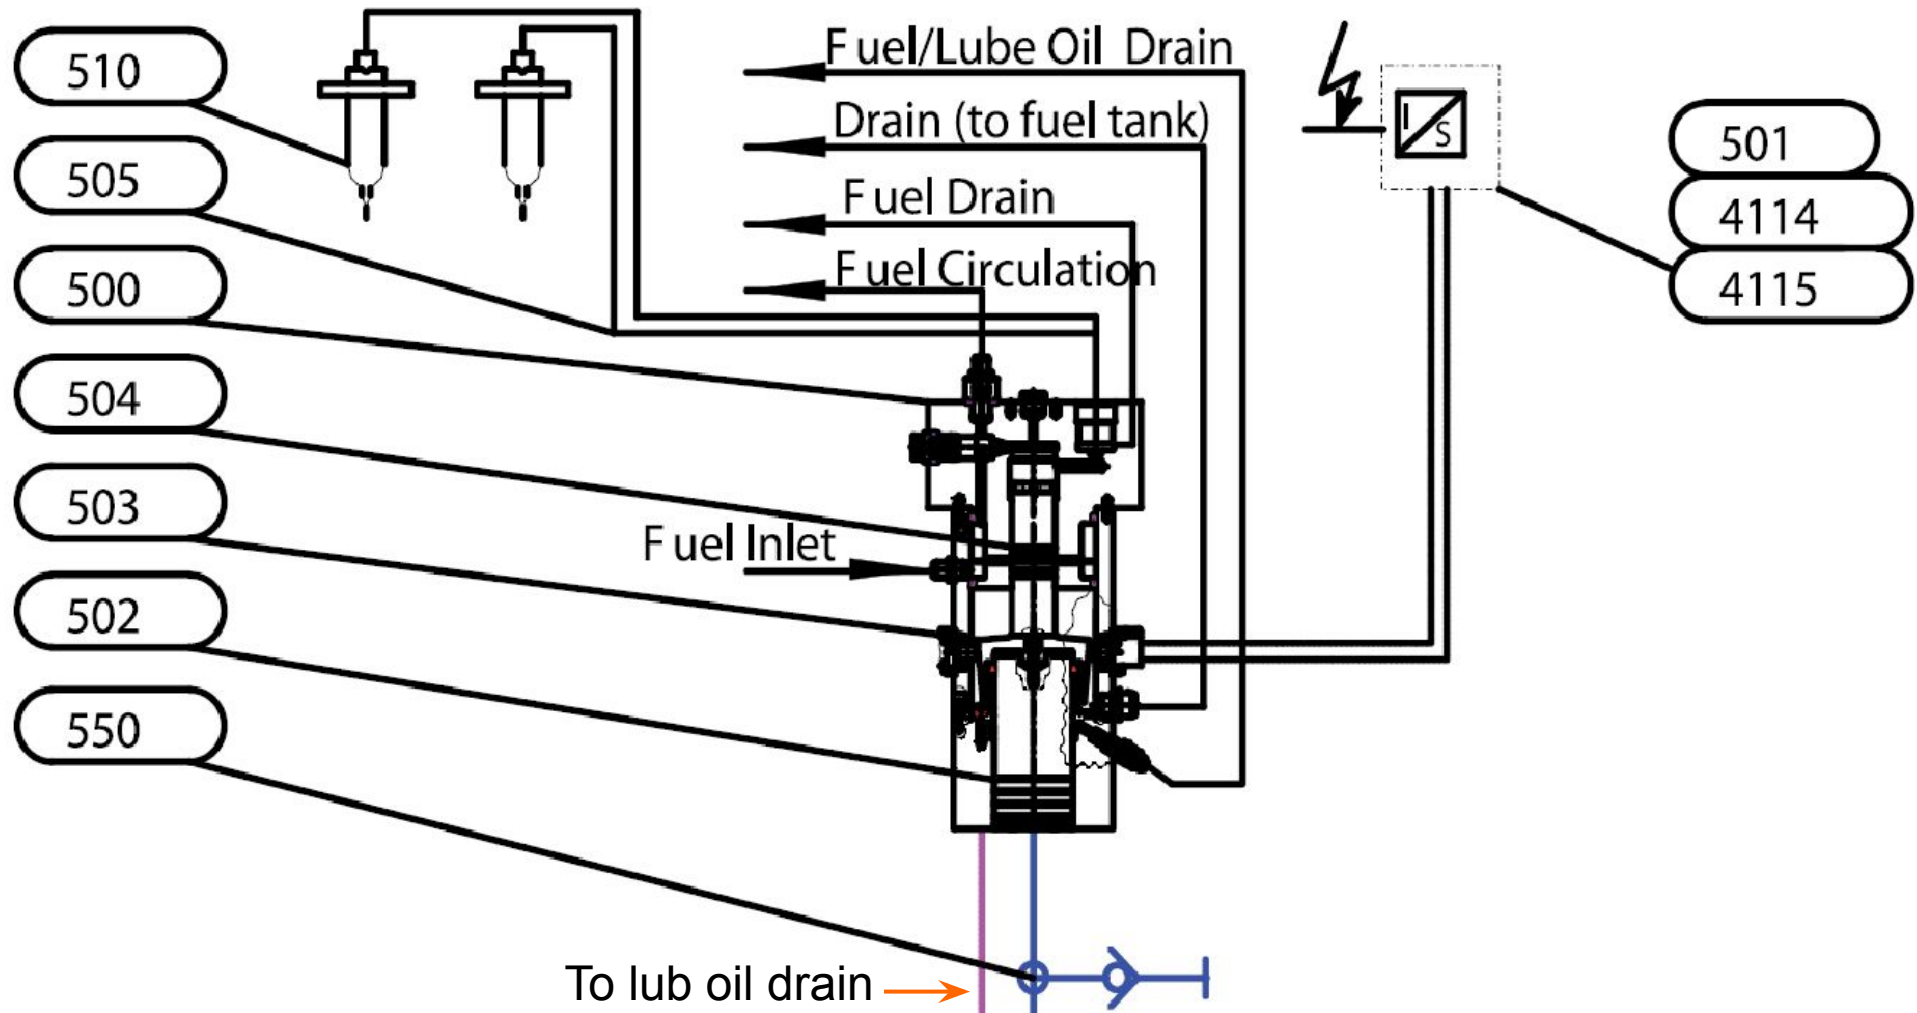 510
505
500
504
503
502
550
Fuel/Lube Oil Drain
Drain (to fuel tank)
Fuel Drain
Fuel Circulation
Fuel Inlet
To lub oil drain
I
S
501
4114
4115